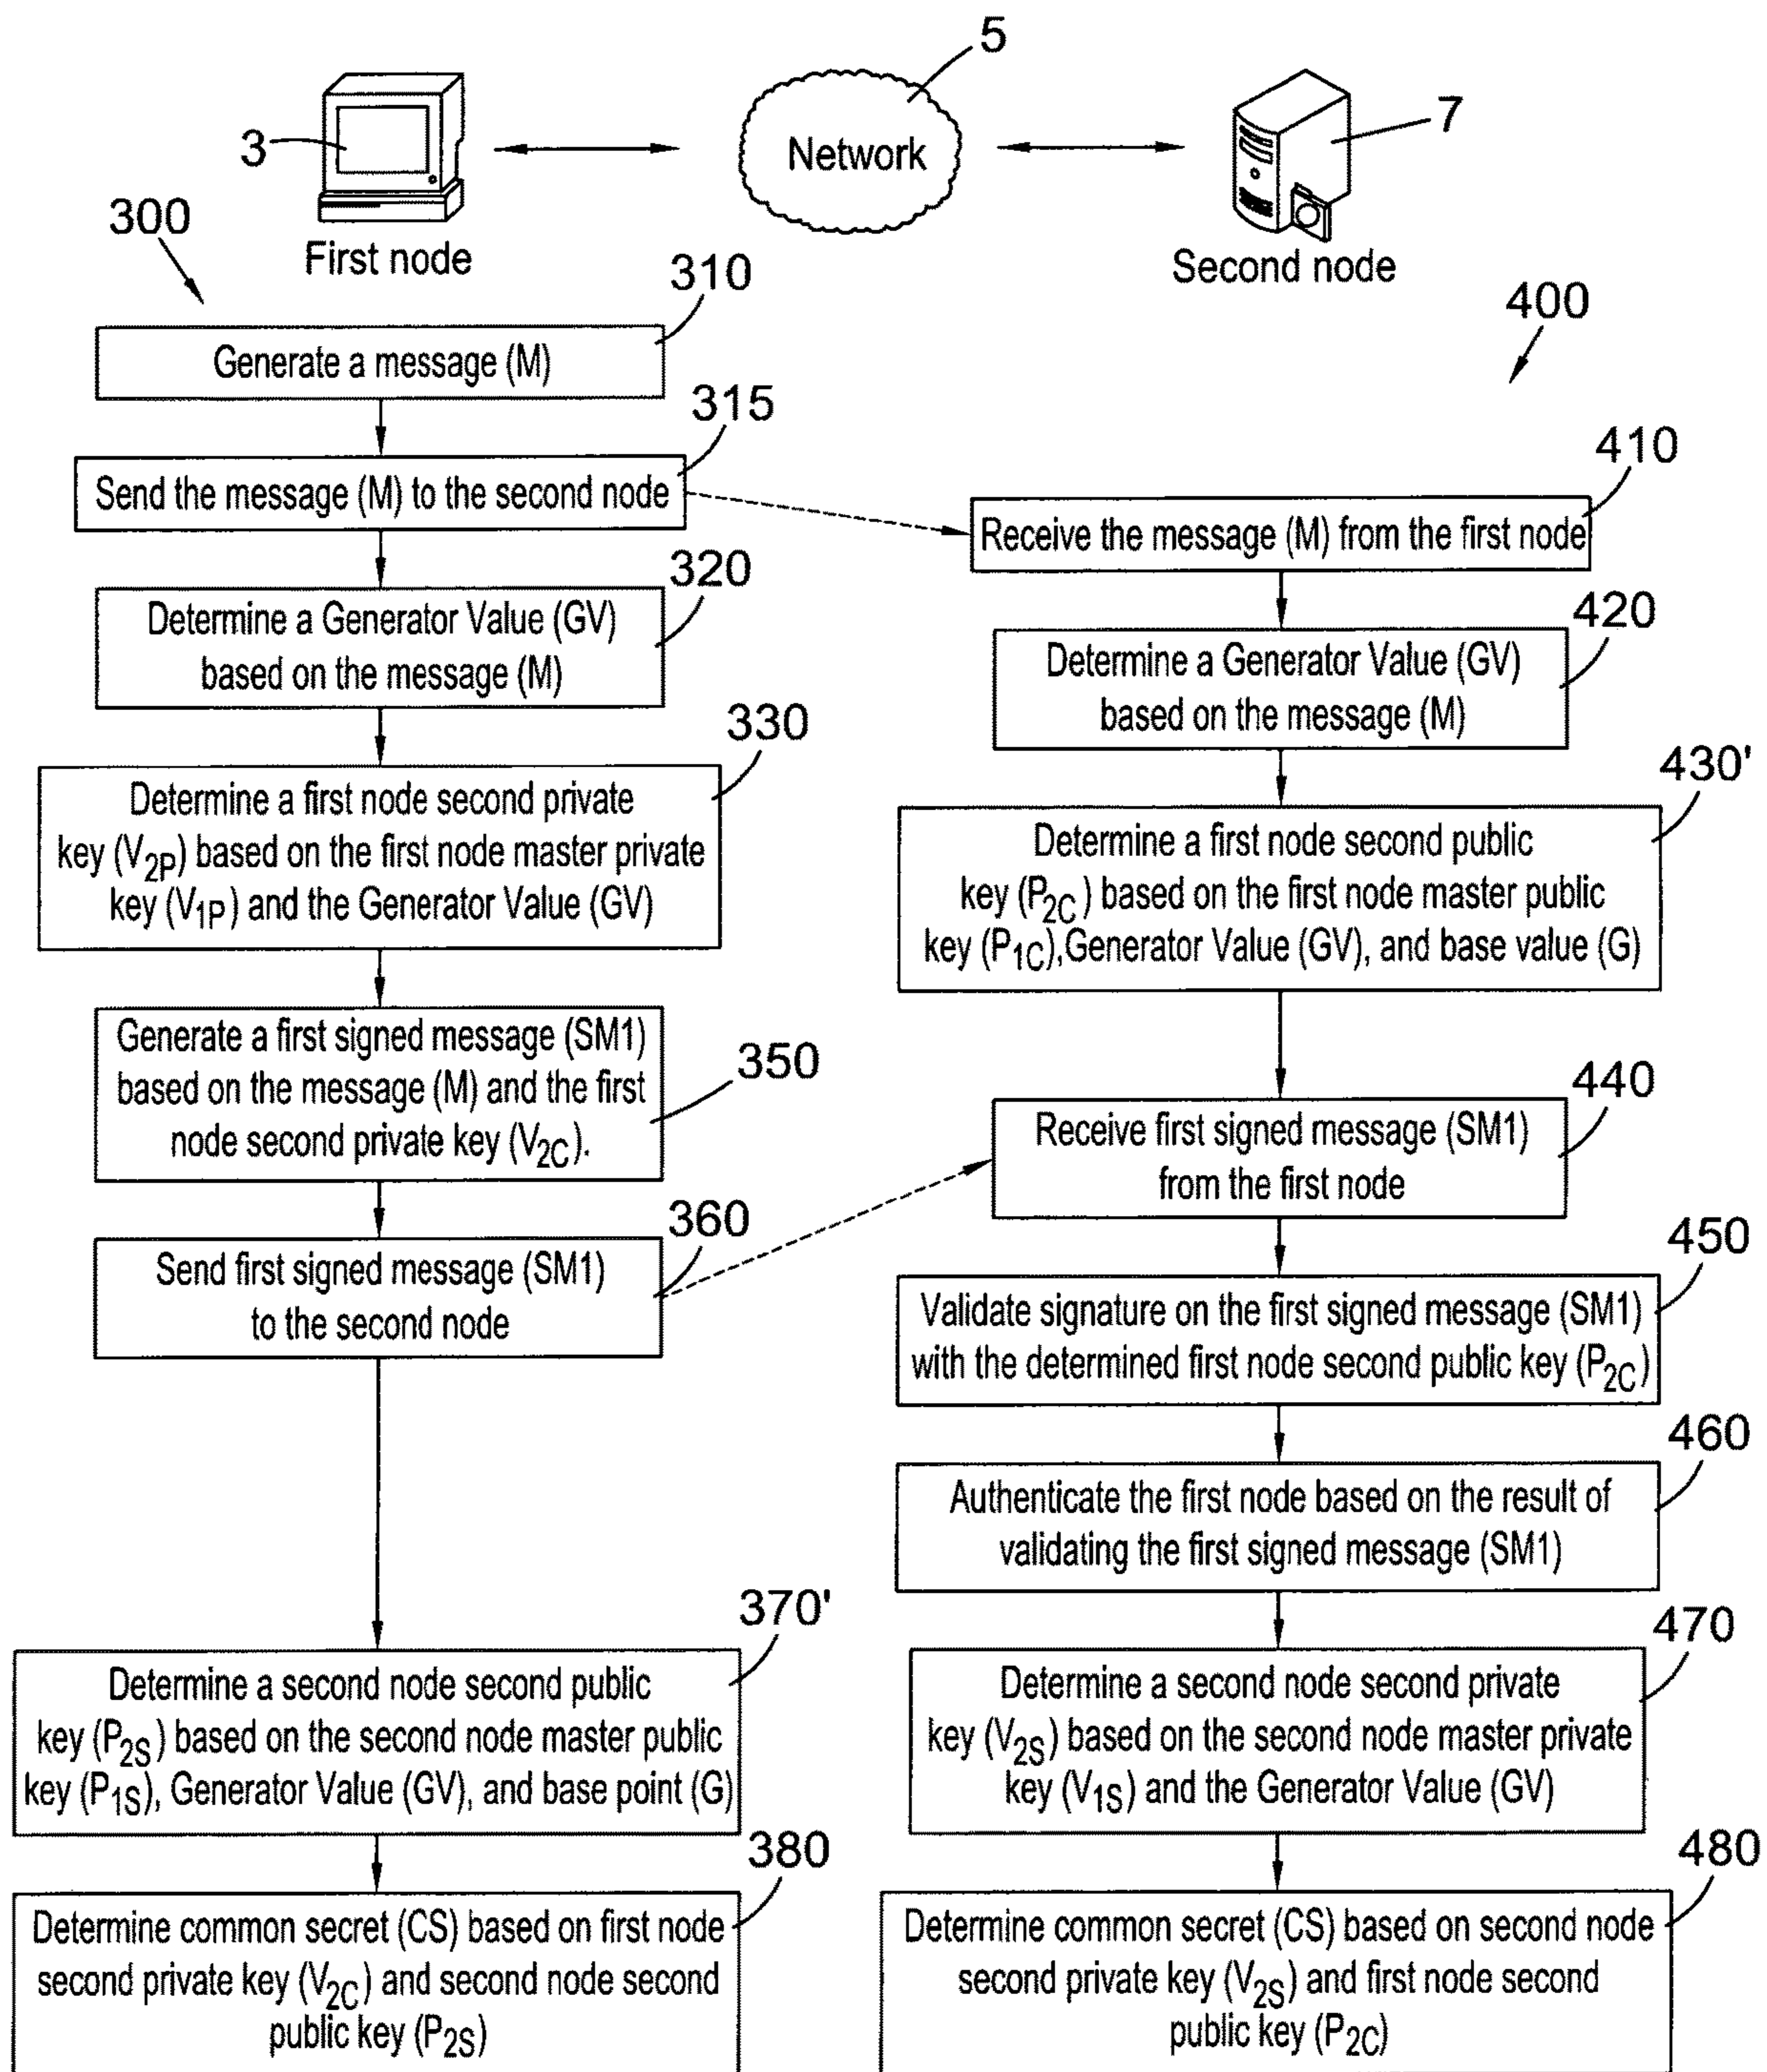 5
3
Network
7
300
First node
Second node
310
400
Generate a message (M)
315
Send the message (M) to the second node
320
Determine a Generator Value (GV)
based on the message (M)
330
Determine a first node second private
key (V2P) based on the first node master private
key (V1P) and the Generator Value (GV)
Generate a first signed message (SM1)
based on the message (M) and the first
node second private key (V2C).
350
360
Send first signed message (SM1)
to the second node
370'
Determine a second node second public
key (P2S) based on the second node master public
key (P1S), Generator Value (GV), and base point (G)
380
Determine common secret (CS) based on first node
second private key (V2C) and second node second
public key (P2S)
410
Receive the message (M) from the first node
420
Determine a Generator Value (GV)
based on the message (M)
430'
Determine a first node second public
key (P2C) based on the first node master public
key (P1C),Generator Value (GV), and base value (G)
440
Receive first signed message (SM1)
from the first node
450
Validate signature on the first signed message (SM1)
with the determined first node second public key (P2C)
460
Authenticate the first node based on the result of
validating the first signed message (SM1)
470
Determine a second node second private
key (V2S) based on the second node master private
key (V1S) and the Generator Value (GV)
480
Determine common secret (CS) based on second node
second private key (V2S) and first node second
public key (P2C)